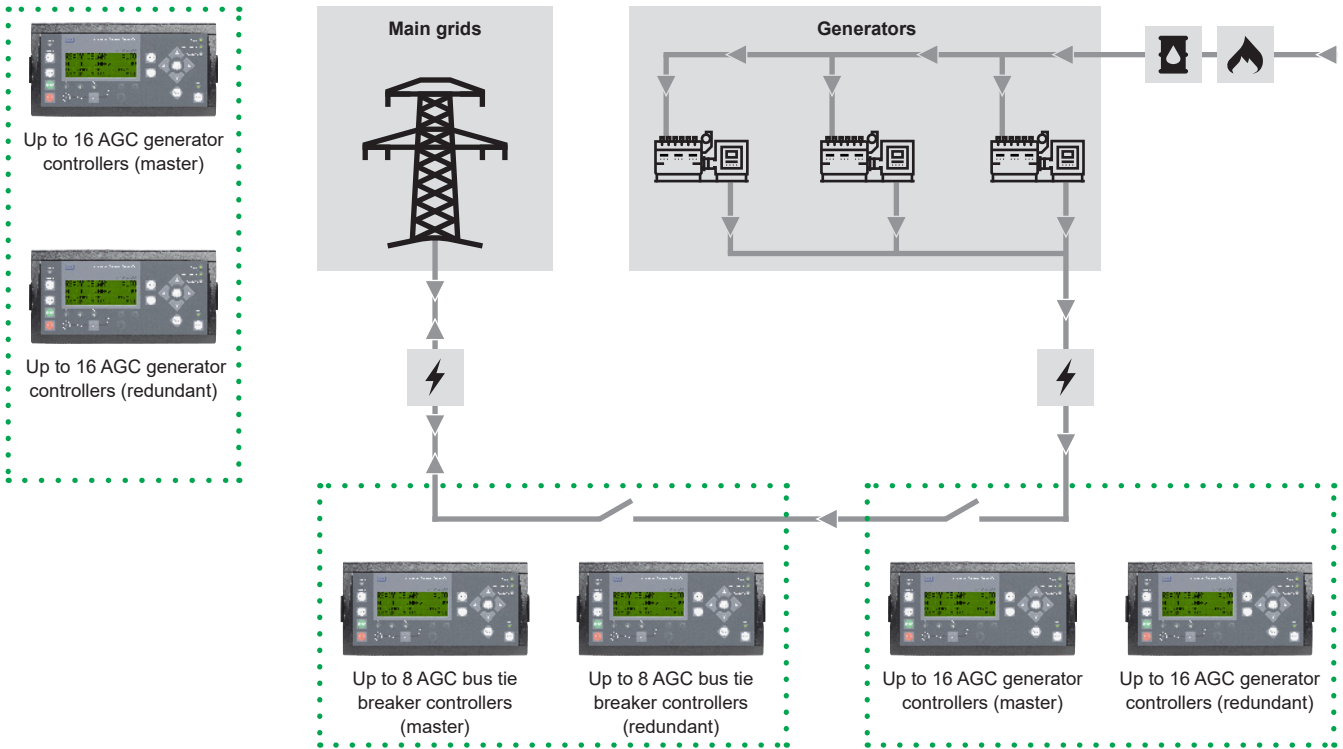 Main grids
Generators
Up to 16 AGC generator
controllers (master)
Up to 16 AGC generator
controllers (redundant)
Up to 8 AGC bus tie
breaker controllers
(master)
Up to 8 AGC bus tie
breaker controllers
(redundant)
Up to 16 AGC generator
controllers (master)
Up to 16 AGC generator
controllers (redundant)